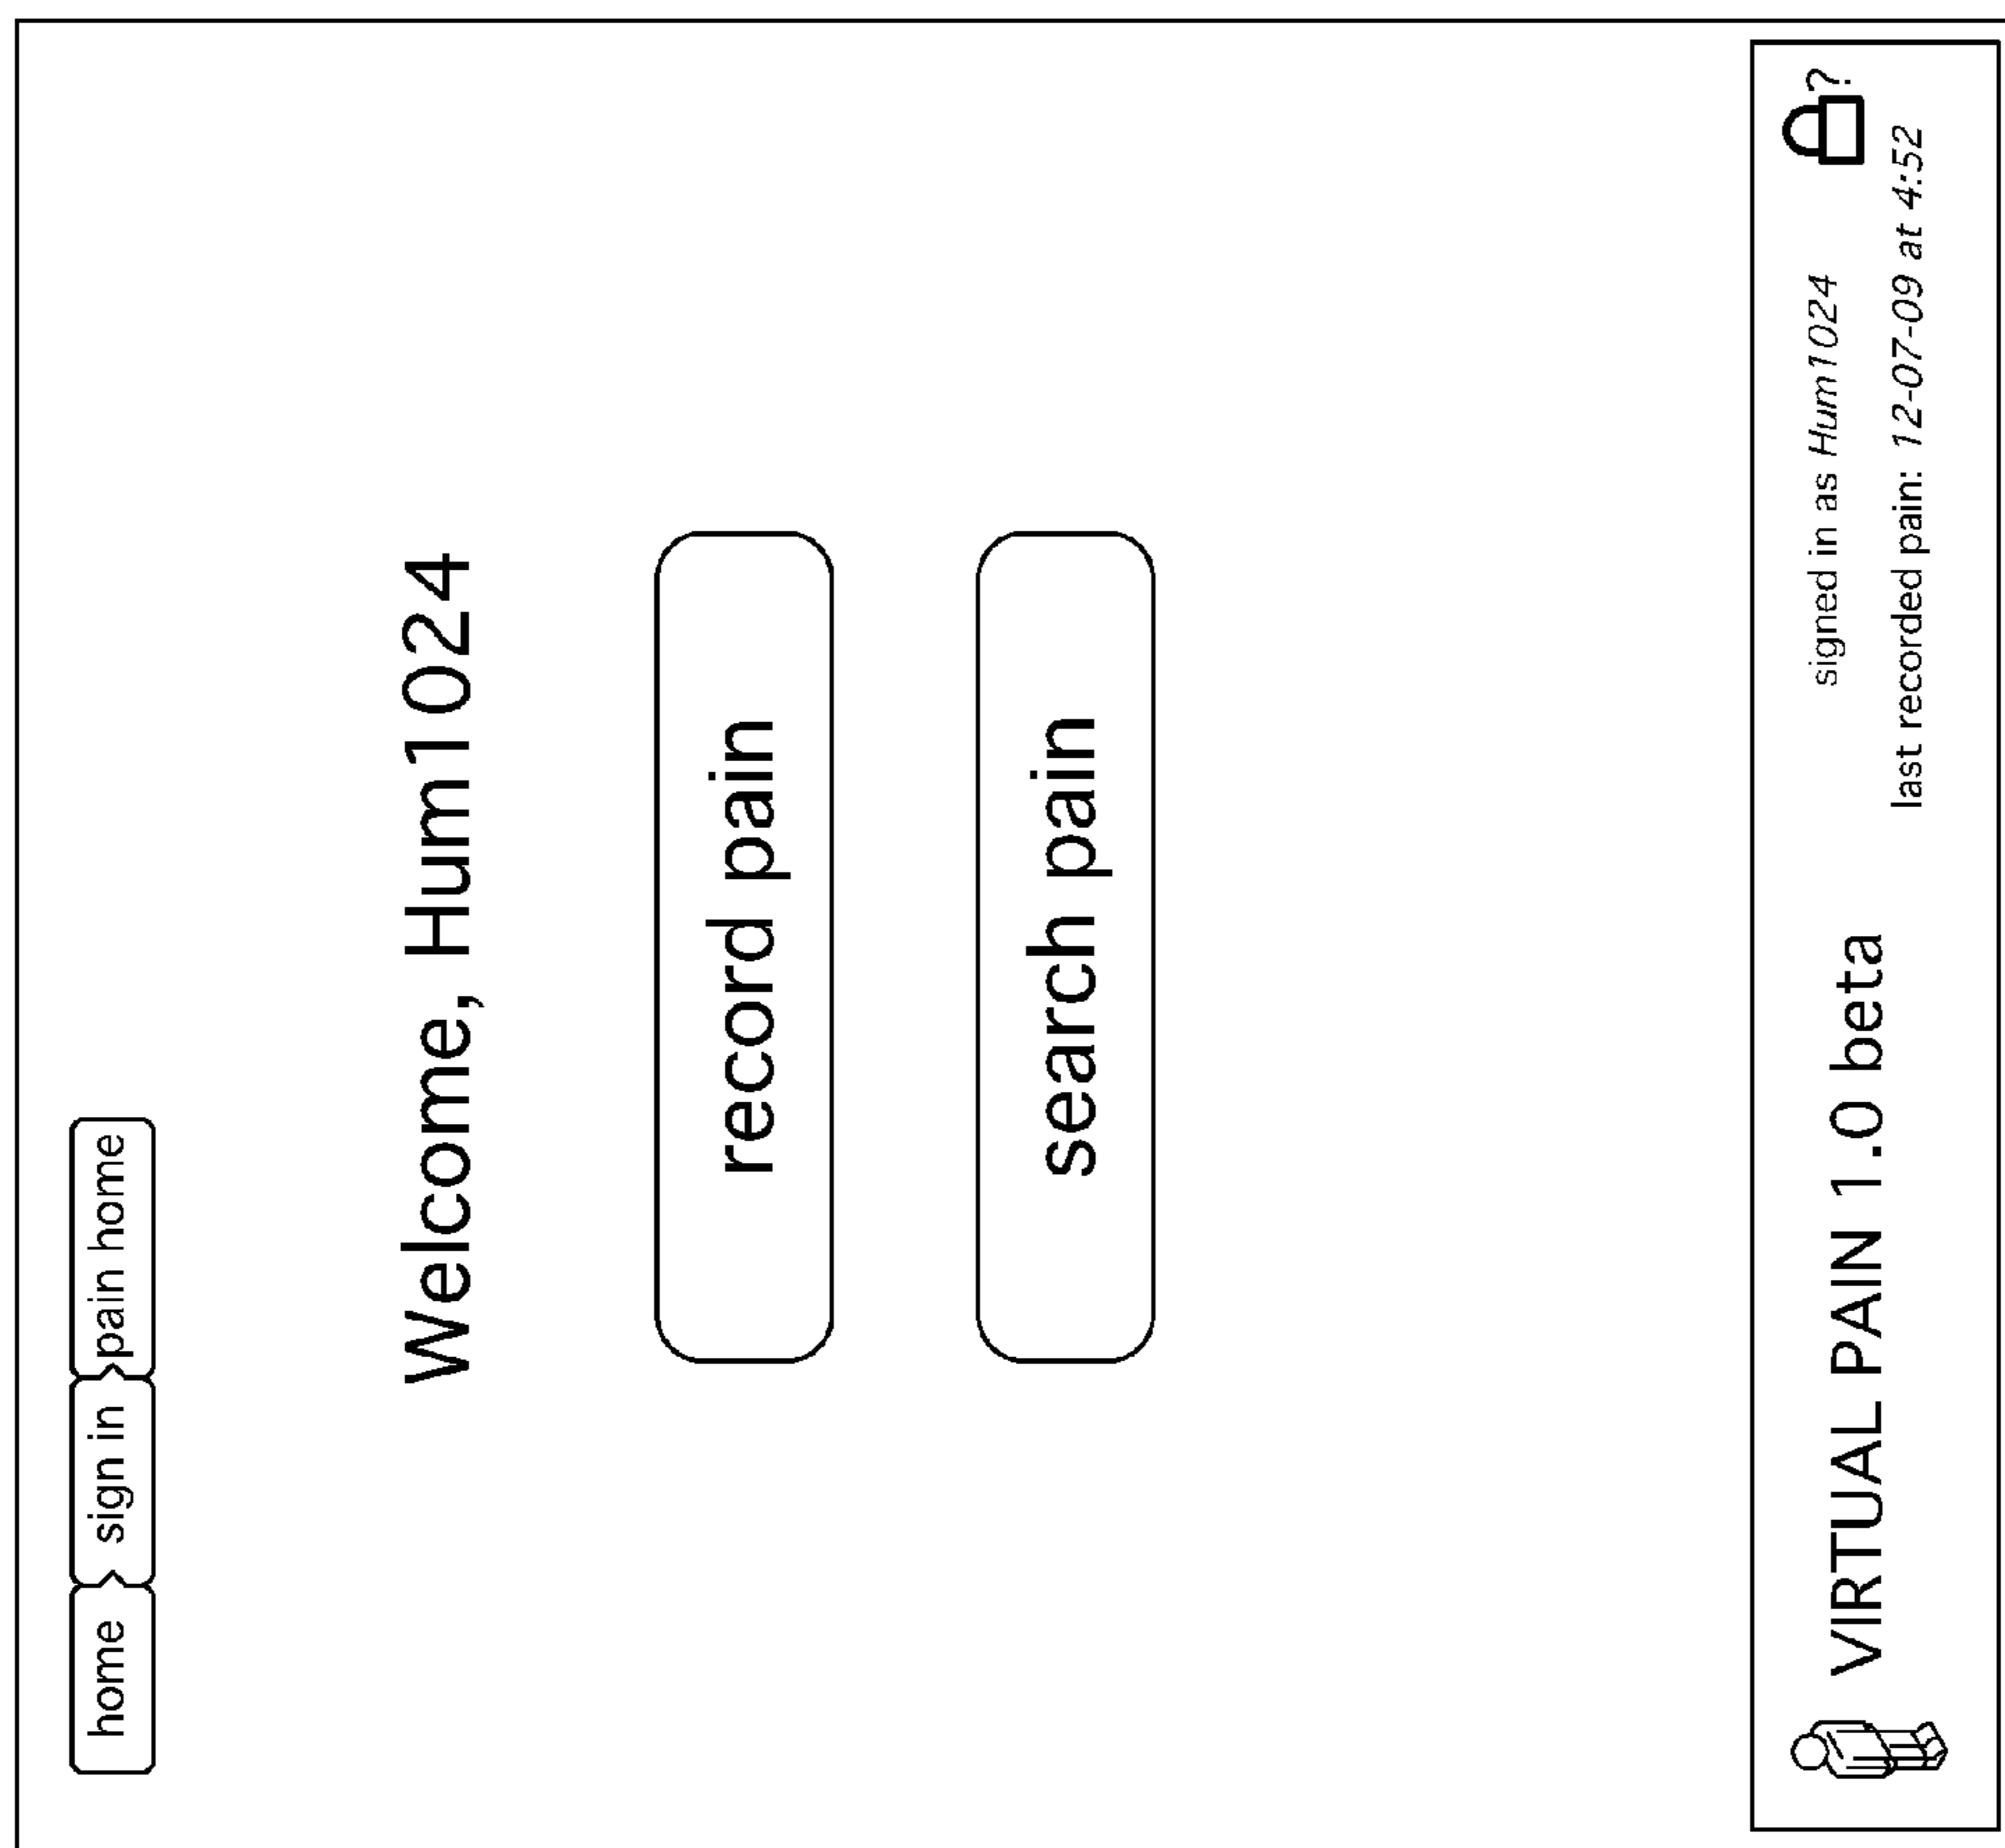 home sign in pain home
Welcome, Hum1024
record pain
search pain
VIRTUAL PAIN 1.0 beta
signed in as Hum1024
?
last recorded pain: 12-07-09 at 4:52